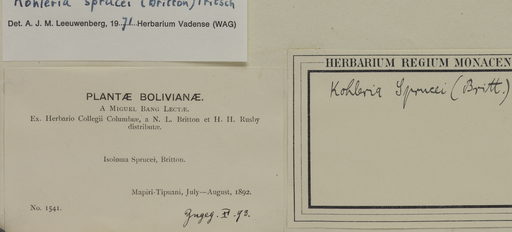 Kohleria sprucei (Britton) Fritsch
Det. A. J. M. Leeuwenberg, 1971 Herbarium Vadense (WAG)
PLANTÆ BOLIVIANÆ.
A MIGUEL BANG LECTÆ.
Ex. Herbario Collegii Columbæ, a N. L. Britton et H. H. Rusby
distributæ.
Isoloma Sprucei, Britton.
Mapiri-Tipuani, July—August, 1892.
No. 1541.
HERBARIUM REGIUM MONACEN
Kohleria Sprucei (Britt.)